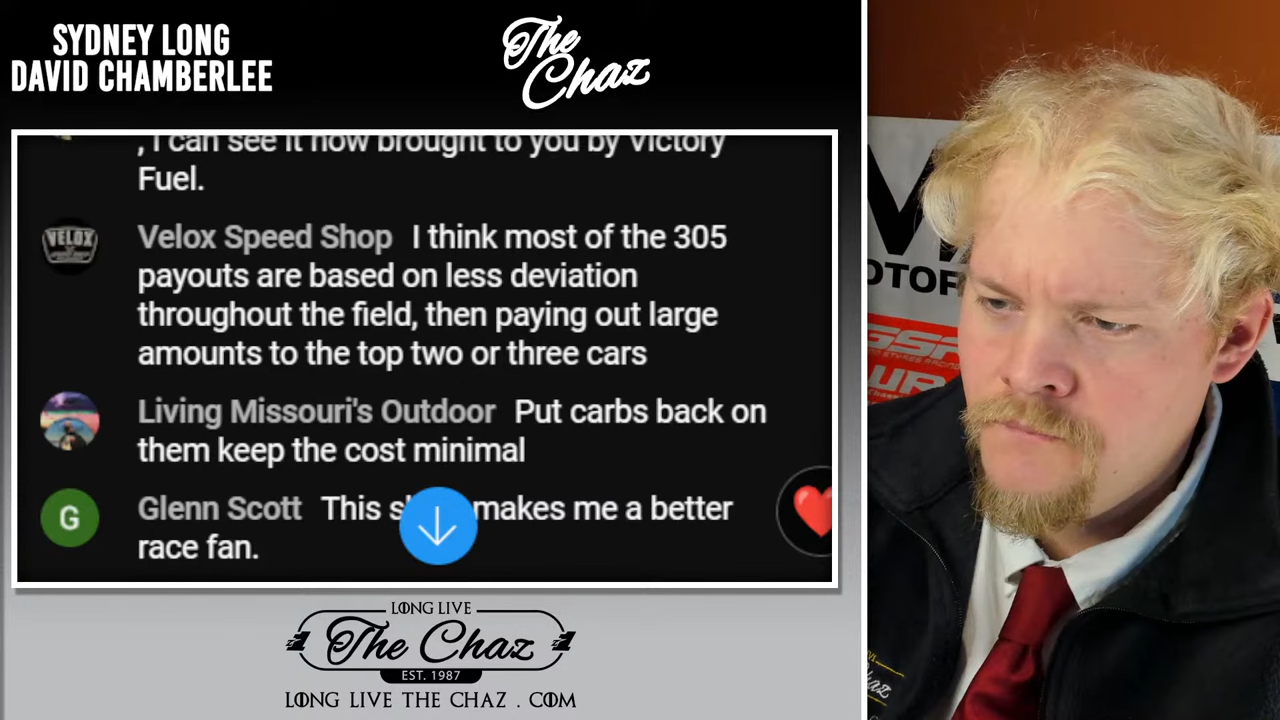 SYDNEY LONG
DAVID CHAMBERLEE
The
Chaz
, I can see it now brought to you by Victory
Fuel.
VELOX
Velox Speed Shop I think most of the 305
payouts are based on less deviation
throughout the field, then paying out large
amounts to the top two or three cars
Living Missouri's Outdoor Put carbs back on
them keep the cost minimal
G
Glenn Scott This s makes me a better
race fan.
LONG LIVE
The Chaz
EST. 1987
LONG LIVE THE CHAZ . COM
OTOR
GSR